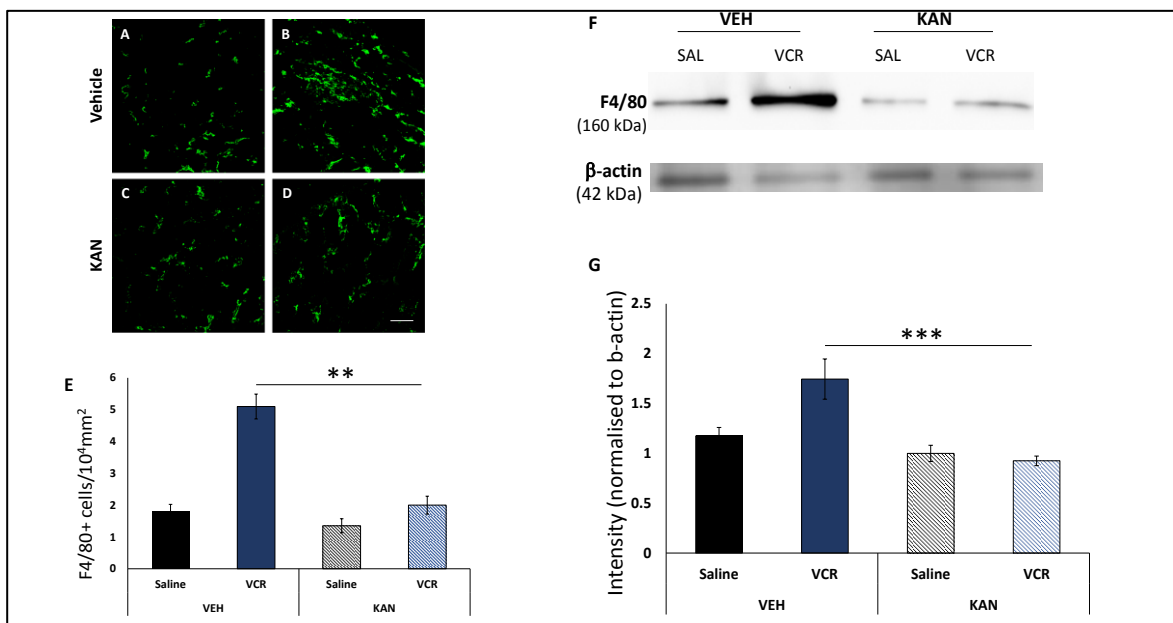 A
B
Vehicle
C
D
KAN
E
F4/80+ cells/10⁴mm²
6
5
4
3
2
1
0
**
Saline
VCR
Saline
VCR
VEH
KAN
F
VEH
KAN
SAL
VCR
SAL
VCR
F4/80
(160 kDa)
β-actin
(42 kDa)
G
Intensity (normalised to b-actin)
2.5
2
1.5
1
0.5
0
***
Saline
VCR
Saline
VCR
VEH
KAN